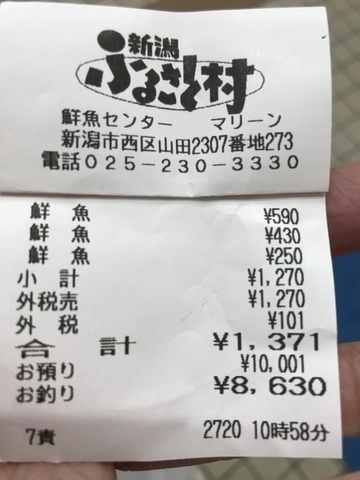 新潟
ふるさと村
鮮魚センター マリーン
新潟市西区山田2307番地273
電話025-230-3330
鮮 魚 ¥590
鮮 魚 ¥430
鮮 魚 ¥250
小 計 ¥1,270
外税売 ¥1,270
外 税 ¥101
合 計 ¥1,371
お預り ¥10,001
お釣り ¥8,630
7責 2720 10時58分